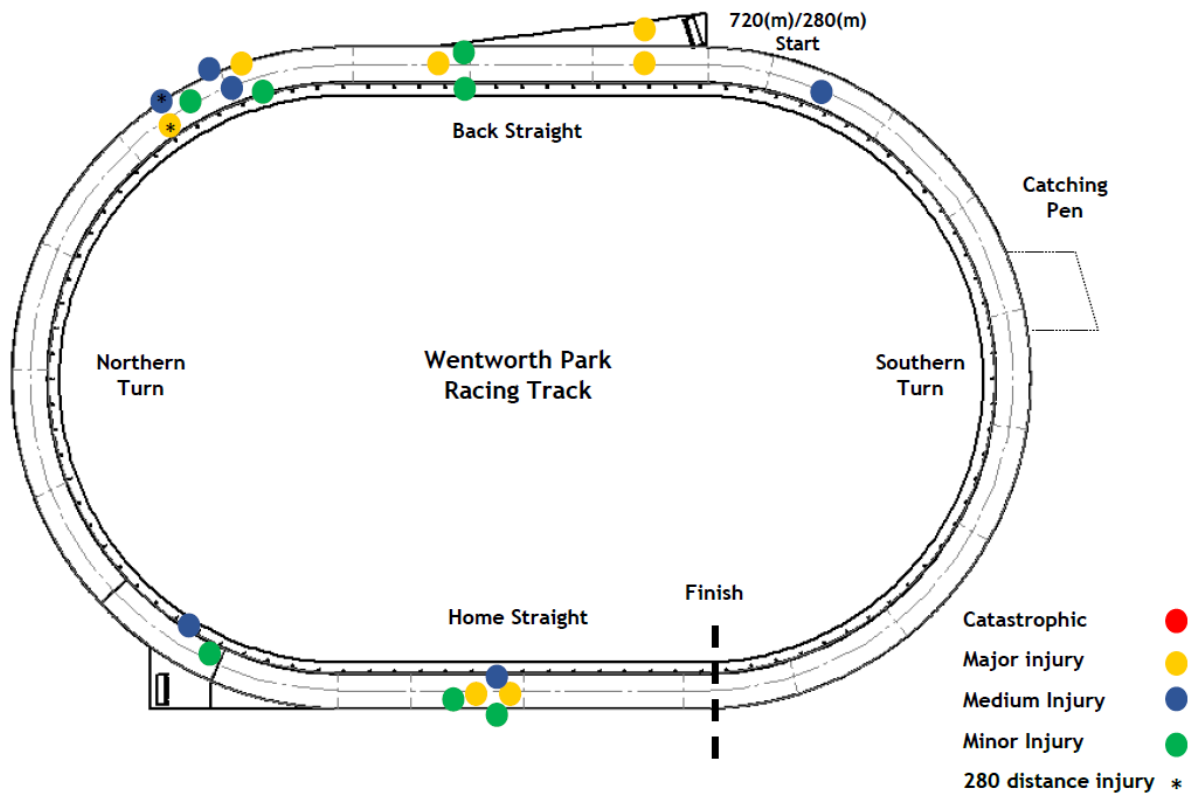 720(m)/280(m)
Start
Back Straight
Catching
Pen
Northern
Turn
Wentworth Park
Racing Track
Southern
Turn
Home Straight
Finish
Catastrophic
Major injury
Medium Injury
Minor Injury
280 distance injury *